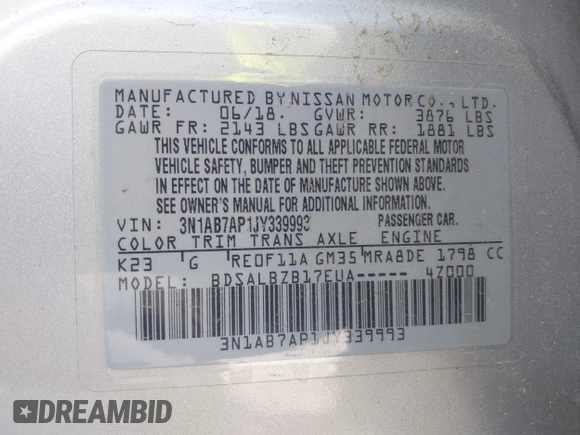 MANUFACTURED BY NISSAN MOTOR CO., LTD.
DATE: 06/18. GVWR: 3876 LBS
GAWR FR: 2143 LBS GAWR RR: 1881 LBS
THIS VEHICLE CONFORMS TO ALL APPLICABLE FEDERAL MOTOR
VEHICLE SAFETY, BUMPER AND THEFT PREVENTION STANDARDS
IN EFFECT ON THE DATE OF MANUFACTURE SHOWN ABOVE.
SEE OWNER'S MANUAL FOR ADDITIONAL INFORMATION.
VIN: 3N1AB7AP1JY339993 PASSENGER CAR.
COLOR TRIM TRANS AXLE ENGINE
K23 G RE0F11A GM35 MRA8DE 1798 CC
MODEL: BDSALBZB17EUA----- 4Z000
3N1AB7AP1JY339993
DREAMBID